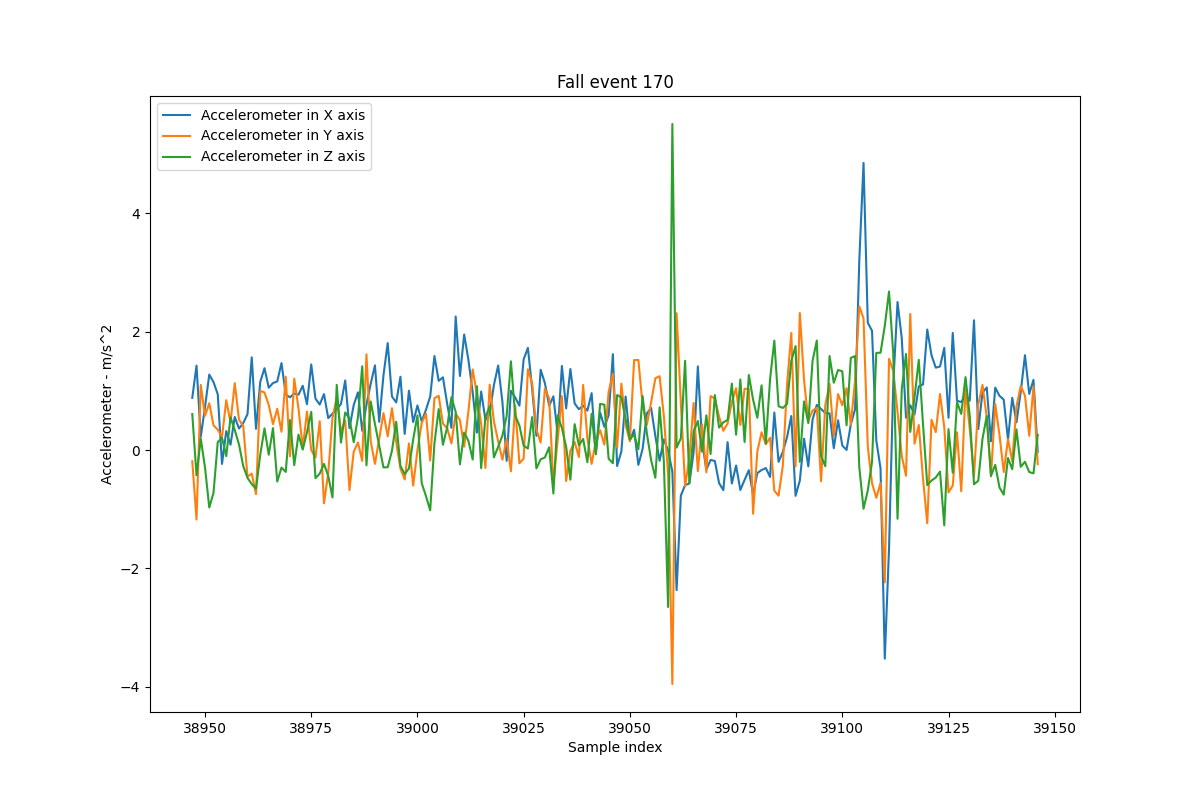 Fall event 170
Accelerometer in X axis
Accelerometer in Y axis
Accelerometer in Z axis
Accelerometer - m/s^2
4
2
0
−2
−4
38950 38975 39000 39025 39050 39075 39100 39125 39150
Sample index